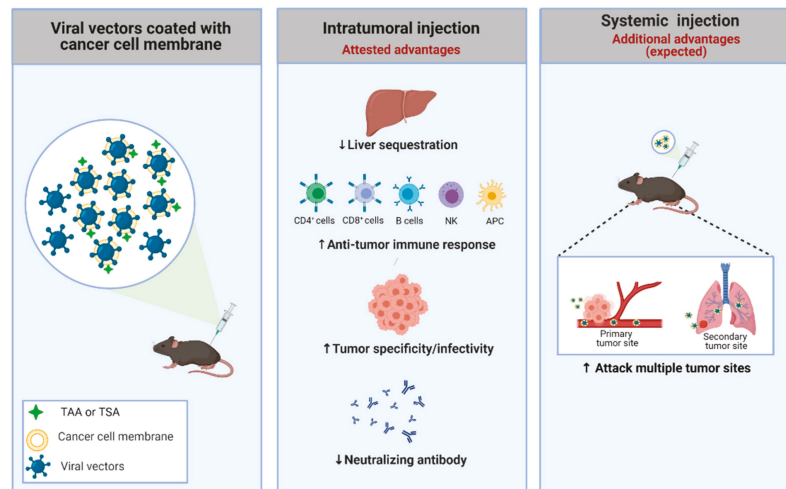 Viral vectors coated with
cancer cell membrane
TAA or TSA
Cancer cell membrane
Viral vectors
Intratumoral injection
Attested advantages
↓Liver sequestration
CD4⁺ cells
CD8⁺ cells
B cells
NK
APC
↑Anti-tumor immune response
↑Tumor specificity/infectivity
↓Neutralizing antibody
Systemic injection
Additional advantages
(expected)
Primary
tumor site
Secondary
tumor site
↑ Attack multiple tumor sites